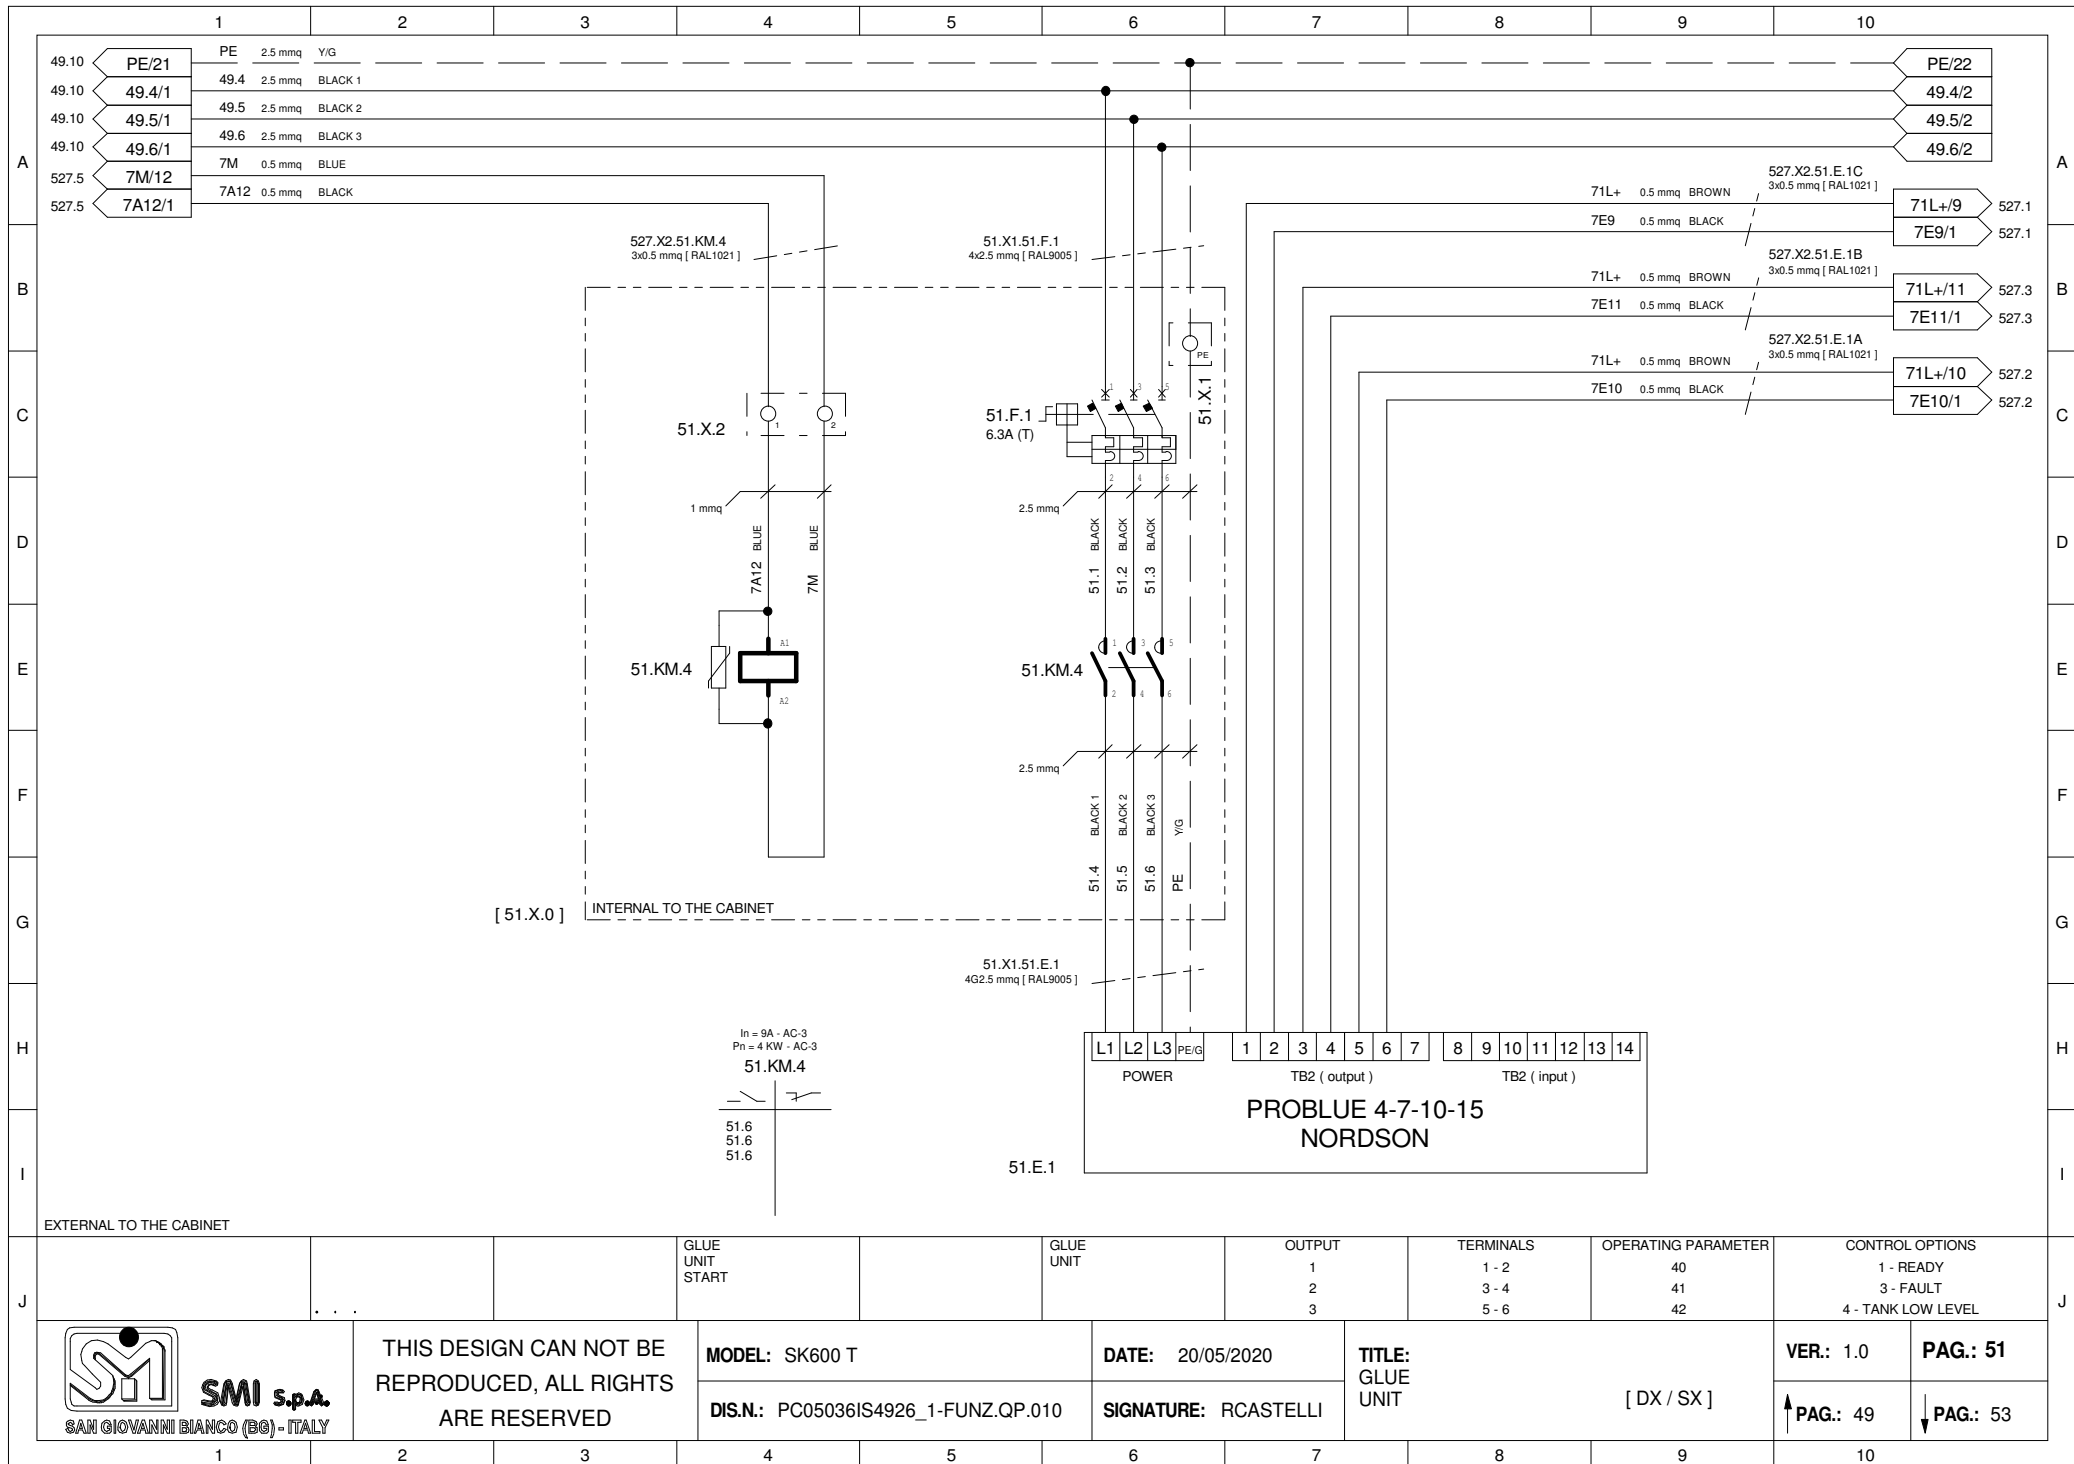 1 2 3 4 5 6 7 8 9 10
49.10 PE/21 PE 2.5 mmq Y/G PE/22
49.10 49.4/1 49.4 2.5 mmq BLACK 1 49.4/2
49.10 49.5/1 49.5 2.5 mmq BLACK 2 49.5/2
49.10 49.6/1 49.6 2.5 mmq BLACK 3 49.6/2
A A
527.5 7M/12 7M 0.5 mmq BLUE
527.5 7A12/1 7A12 0.5 mmq BLACK
527.X2.51.E.1C
3x0.5 mmq [ RAL1021 ]
71L+ 0.5 mmq BROWN 71L+/9 527.1
7E9 0.5 mmq BLACK 7E9/1 527.1
527.X2.51.KM.4
3x0.5 mmq [ RAL1021 ]
51.X1.51.F.1
4x2.5 mmq [ RAL9005 ]
527.X2.51.E.1B
3x0.5 mmq [ RAL1021 ]
B B
71L+ 0.5 mmq BROWN 71L+/11 527.3
7E11 0.5 mmq BLACK 7E11/1 527.3
527.X2.51.E.1A
3x0.5 mmq [ RAL1021 ]
71L+ 0.5 mmq BROWN 71L+/10 527.2
7E10 0.5 mmq BLACK 7E10/1 527.2
PE
51.X.1
C C
1 3 5
51.F.1
6.3A (T)
2 4 6
51.X.2
1 2
1 mmq
2.5 mmq
D D
7A12 BLUE
7M BLUE
51.1 BLACK
51.2 BLACK
51.3 BLACK
E E
51.KM.4
A1
A2
51.KM.4
1 3 5
2 4 6
2.5 mmq
F F
51.4 BLACK 1
51.5 BLACK 2
51.6 BLACK 3
PE Y/G
G G
[ 51.X.0 ]
INTERNAL TO THE CABINET
51.X1.51.E.1
4G2.5 mmq [ RAL9005 ]
H H
In = 9A - AC-3
Pn = 4 KW - AC-3
51.KM.4
51.6
51.6
51.6
L1 L2 L3 PE/G 1 2 3 4 5 6 7 8 9 10 11 12 13 14
POWER TB2 ( output ) TB2 ( input )
PROBLUE 4-7-10-15
NORDSON
51.E.1
I I
EXTERNAL TO THE CABINET
J J
. . .
GLUE
UNIT
START
GLUE
UNIT
OUTPUT TERMINALS OPERATING PARAMETER CONTROL OPTIONS
1 1 - 2 40 1 - READY
2 3 - 4 41 3 - FAULT
3 5 - 6 42 4 - TANK LOW LEVEL
SMI
SMI S.p.A.
SAN GIOVANNI BIANCO (BG) - ITALY
THIS DESIGN CAN NOT BE
REPRODUCED, ALL RIGHTS
ARE RESERVED
MODEL: SK600 T
DIS.N.: PC05036IS4926_1-FUNZ.QP.010
DATE: 20/05/2020
SIGNATURE: RCASTELLI
TITLE:
GLUE
UNIT
[ DX / SX ]
VER.: 1.0
PAG.: 51
PAG.: 49
PAG.: 53
1 2 3 4 5 6 7 8 9 10